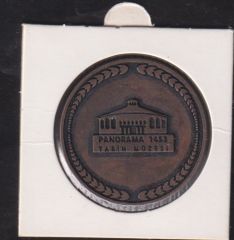 PANORAMA 1453
TARİH MÜZESİ